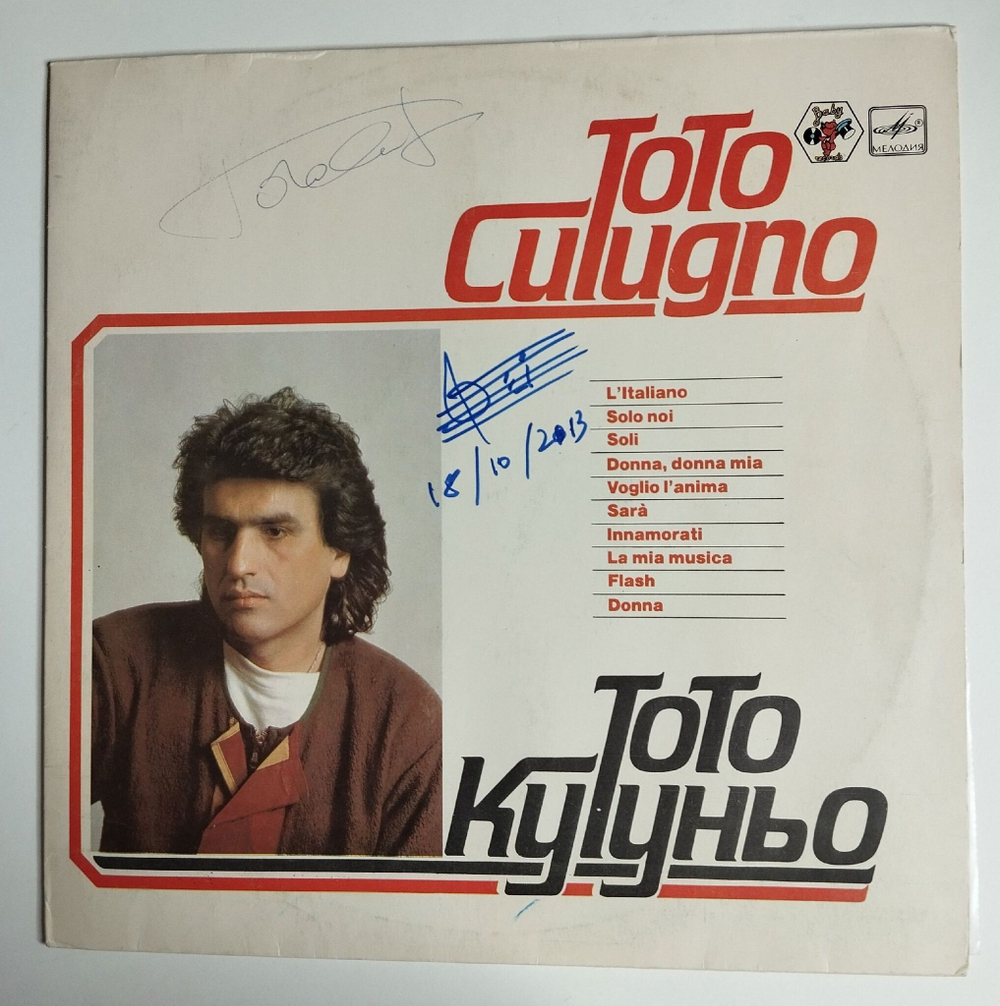 Toto
Cutugno
Baby
records
МЕЛОДИЯ
18/10/2013
L'Italiano
Solo noi
Soli
Donna, donna mia
Voglio l'anima
Sarà
Innamorati
La mia musica
Flash
Donna
Тото
Кутуньо